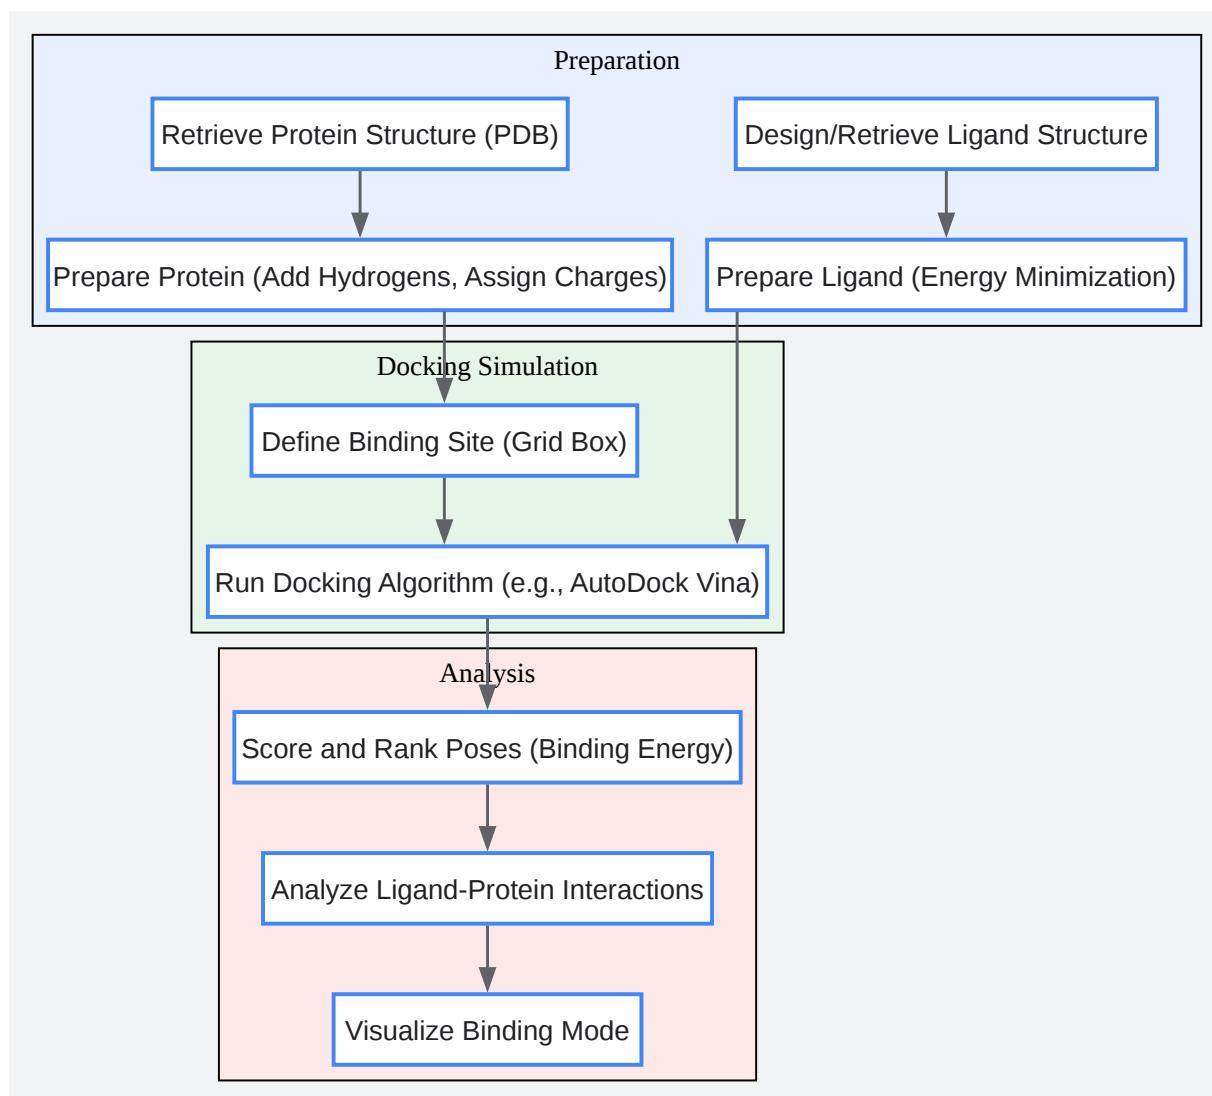 Preparation
Retrieve Protein Structure (PDB)
Design/Retrieve Ligand Structure
Prepare Protein (Add Hydrogens, Assign Charges)
Prepare Ligand (Energy Minimization)
Docking Simulation
Define Binding Site (Grid Box)
Run Docking Algorithm (e.g., AutoDock Vina)
Analysis
Score and Rank Poses (Binding Energy)
Analyze Ligand-Protein Interactions
Visualize Binding Mode